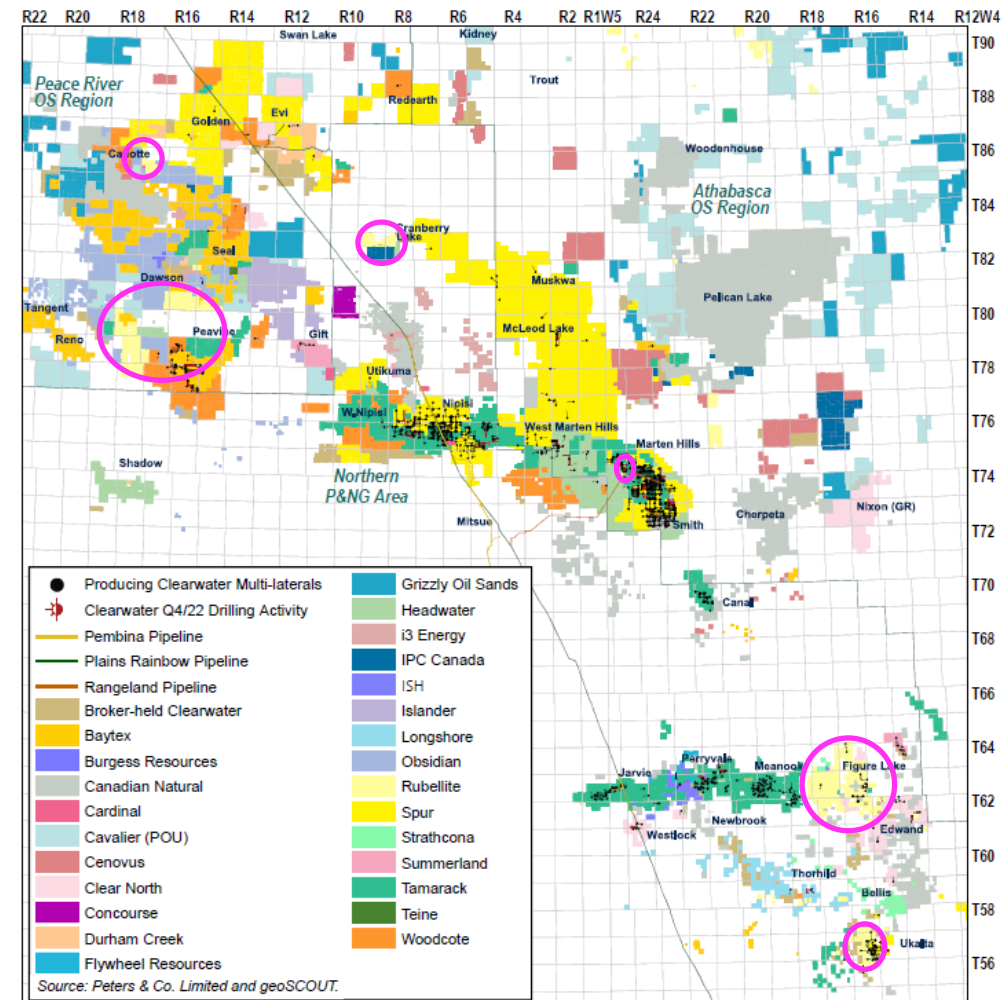 R22 R20 R18 R16 R14 R12 R10 R8 R6 R4 R2 R1W5 R24 R22 R20 R18 R16 R14 R12W4
Swan Lake
Kidney
T90
Peace River
OS Region
Trout
T88
Redearth
Evi
Golden
T86
Woodenhouse
Athabasca
OS Region
T84
Cranberry
Lake
Seal
T82
Dawson
Muskwa
Pelican Lake
Tangent
T80
Peavine
Gift
McLeod Lake
Reno
T78
Utikuma
W.Nipisi
Nipisi
T76
West Marten Hills
Marten Hills
Shadow
Northern
P&NG Area
T74
Mitsue
Smith
Cherpeta
Nixon (GR)
T72
T70
Canal
T68
T66
T64
Perryvale
Jarvie
Meanook
Figure Lake
T62
Newbrook
Westlock
Edwand
T60
Thorhild
Bellis
T58
Ukalta
T56
Producing Clearwater Multi-laterals
Clearwater Q4/22 Drilling Activity
Pembina Pipeline
Plains Rainbow Pipeline
Rangeland Pipeline
Broker-held Clearwater
Baytex
Burgess Resources
Canadian Natural
Cardinal
Cavalier (POU)
Cenovus
Clear North
Concourse
Durham Creek
Flywheel Resources
Grizzly Oil Sands
Headwater
i3 Energy
IPC Canada
ISH
Islander
Longshore
Obsidian
Rubellite
Spur
Strathcona
Summerland
Tamarack
Teine
Woodcote
Source: Peters & Co. Limited and geoSCOUT.